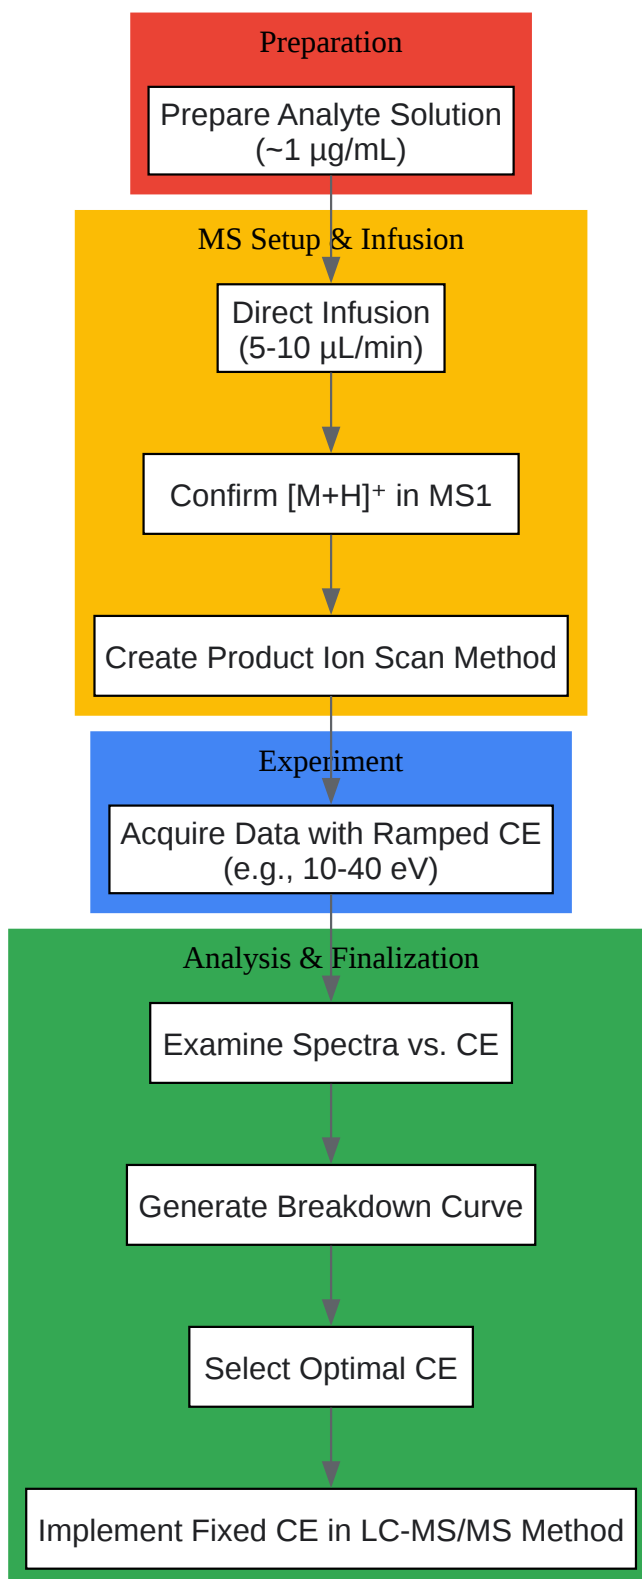 Preparation
Prepare Analyte Solution
(~1 µg/mL)
MS Setup & Infusion
Direct Infusion
(5-10 µL/min)
Confirm [M+H]⁺ in MS1
Create Product Ion Scan Method
Experiment
Acquire Data with Ramped CE
(e.g., 10-40 eV)
Analysis & Finalization
Examine Spectra vs. CE
Generate Breakdown Curve
Select Optimal CE
Implement Fixed CE in LC-MS/MS Method